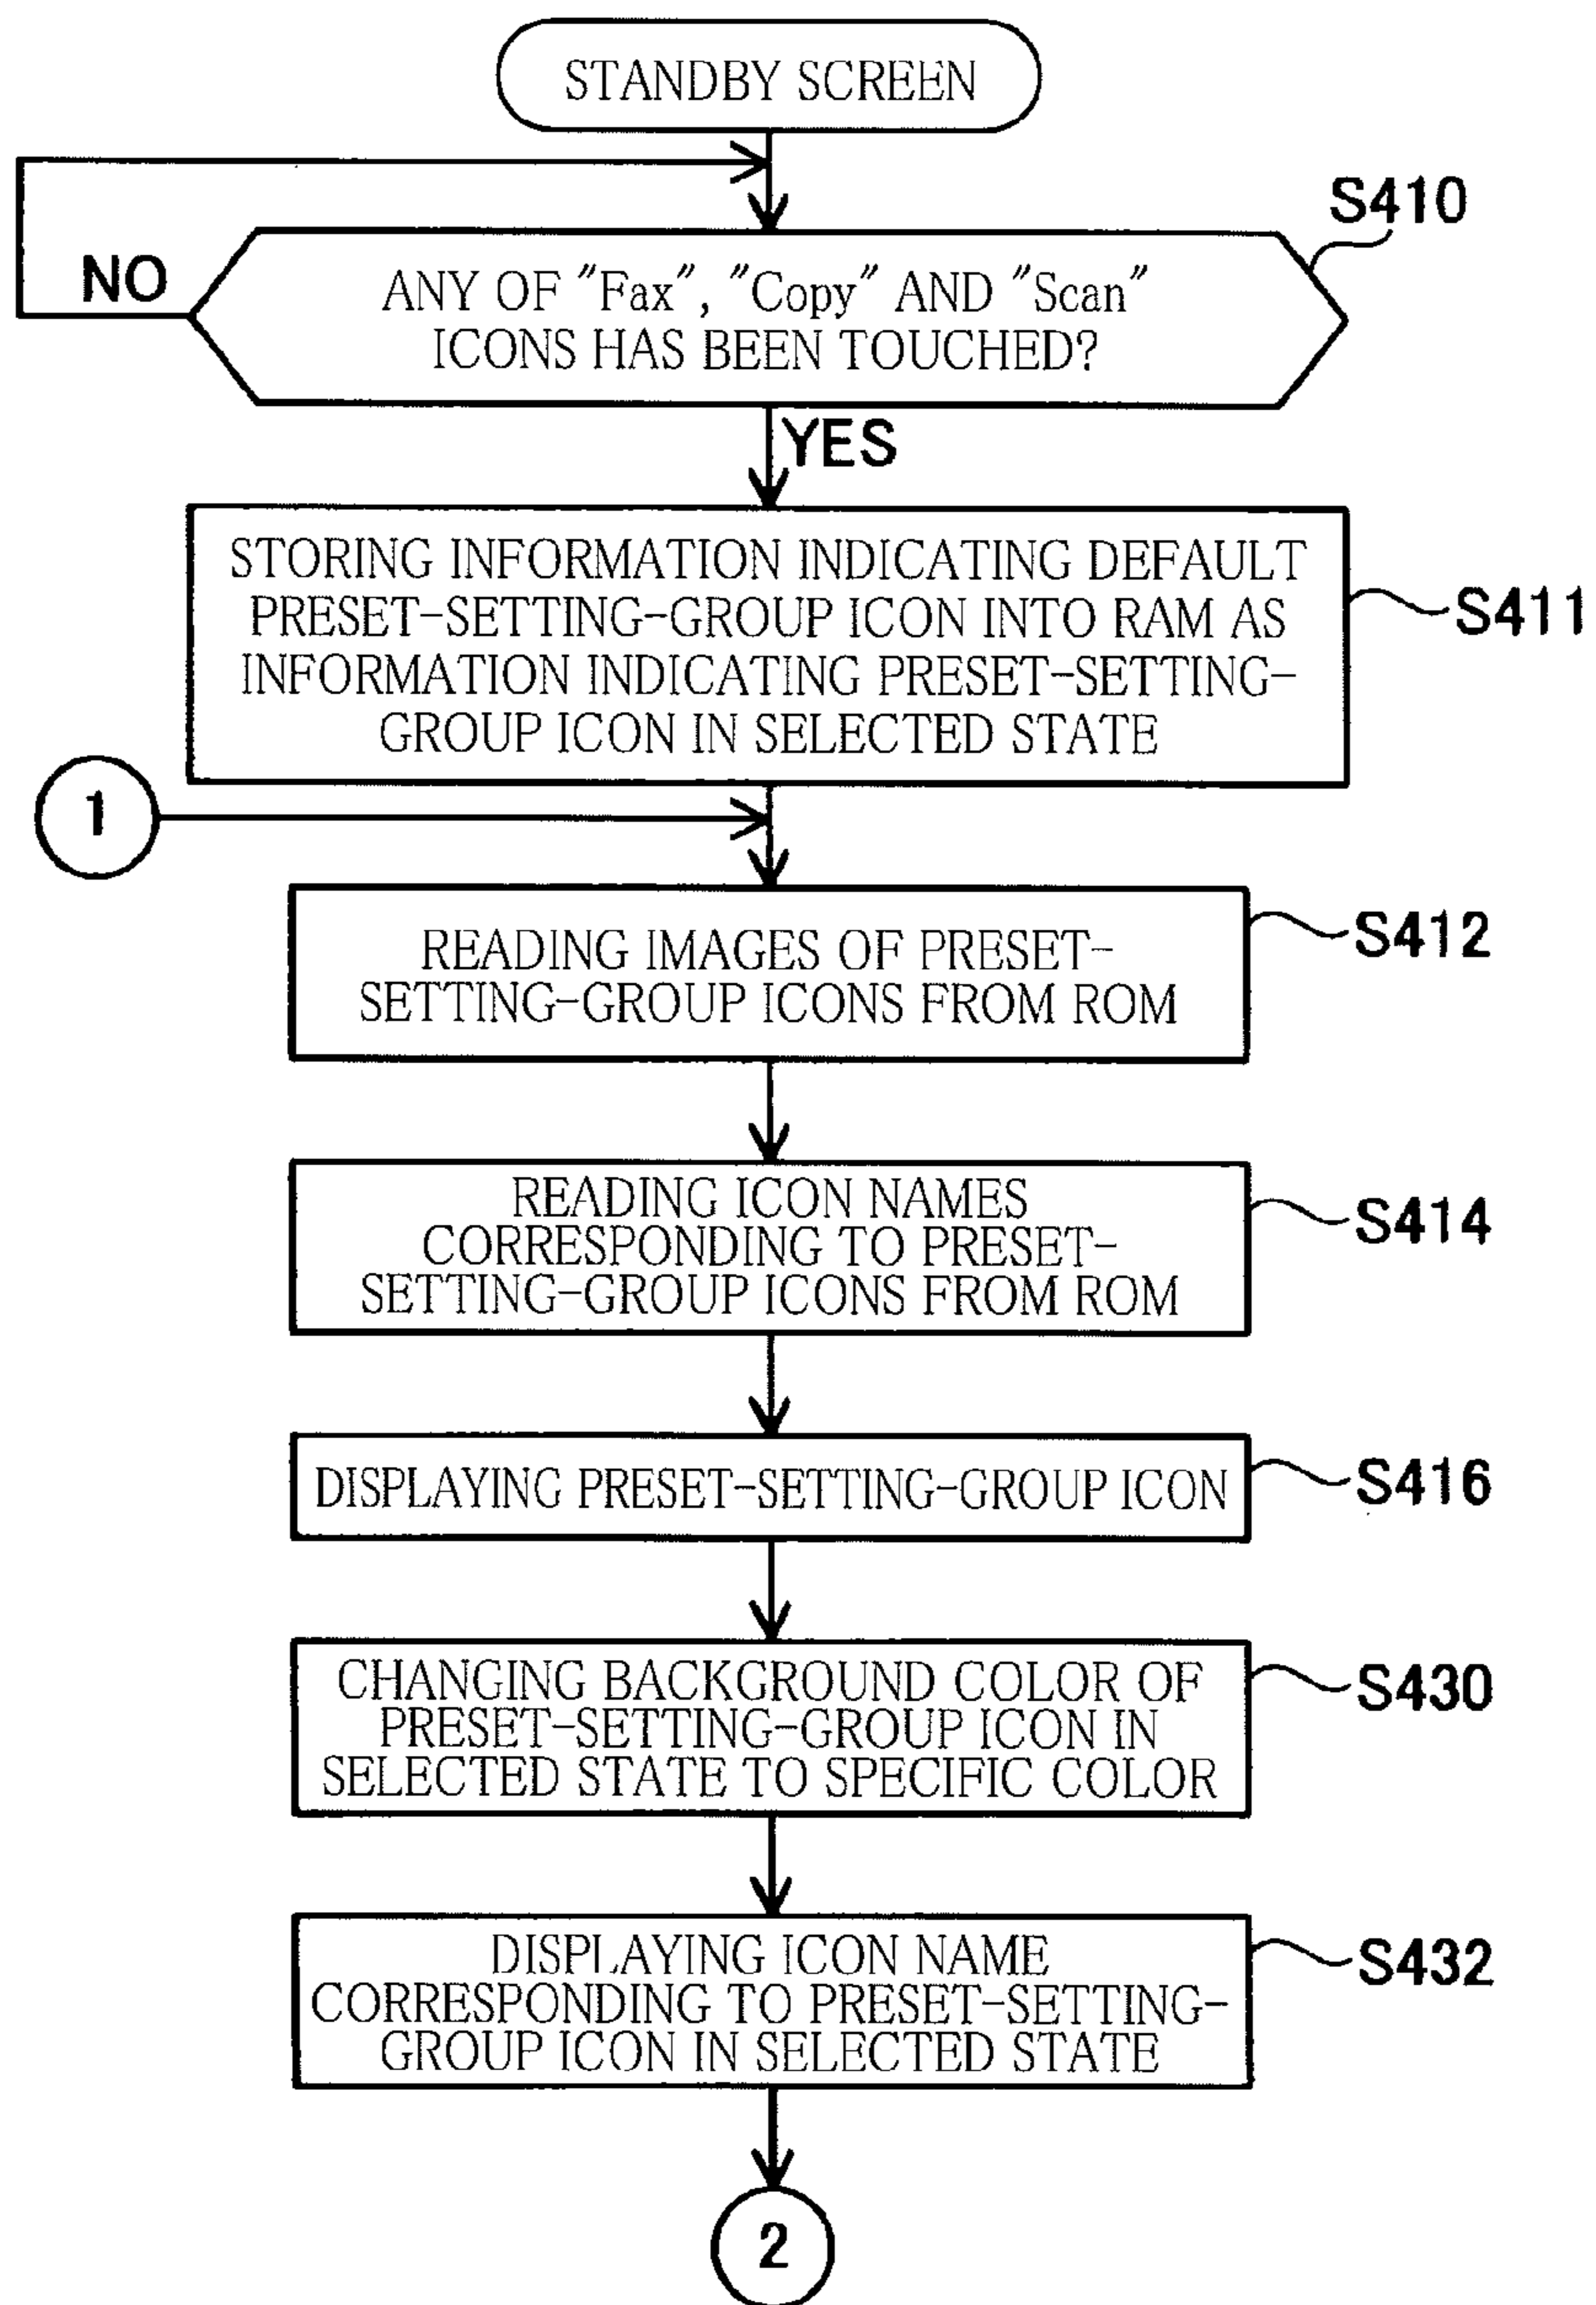 STANDBY SCREEN
S410
NO
ANY OF "Fax", "Copy" AND "Scan"
ICONS HAS BEEN TOUCHED?
YES
STORING INFORMATION INDICATING DEFAULT
PRESET-SETTING-GROUP ICON INTO RAM AS
INFORMATION INDICATING PRESET-SETTING-
GROUP ICON IN SELECTED STATE
S411
1
READING IMAGES OF PRESET-
SETTING-GROUP ICONS FROM ROM
S412
READING ICON NAMES
CORRESPONDING TO PRESET-
SETTING-GROUP ICONS FROM ROM
S414
DISPLAYING PRESET-SETTING-GROUP ICON
S416
CHANGING BACKGROUND COLOR OF
PRESET-SETTING-GROUP ICON IN
SELECTED STATE TO SPECIFIC COLOR
S430
DISPLAYING ICON NAME
CORRESPONDING TO PRESET-SETTING-
GROUP ICON IN SELECTED STATE
S432
2